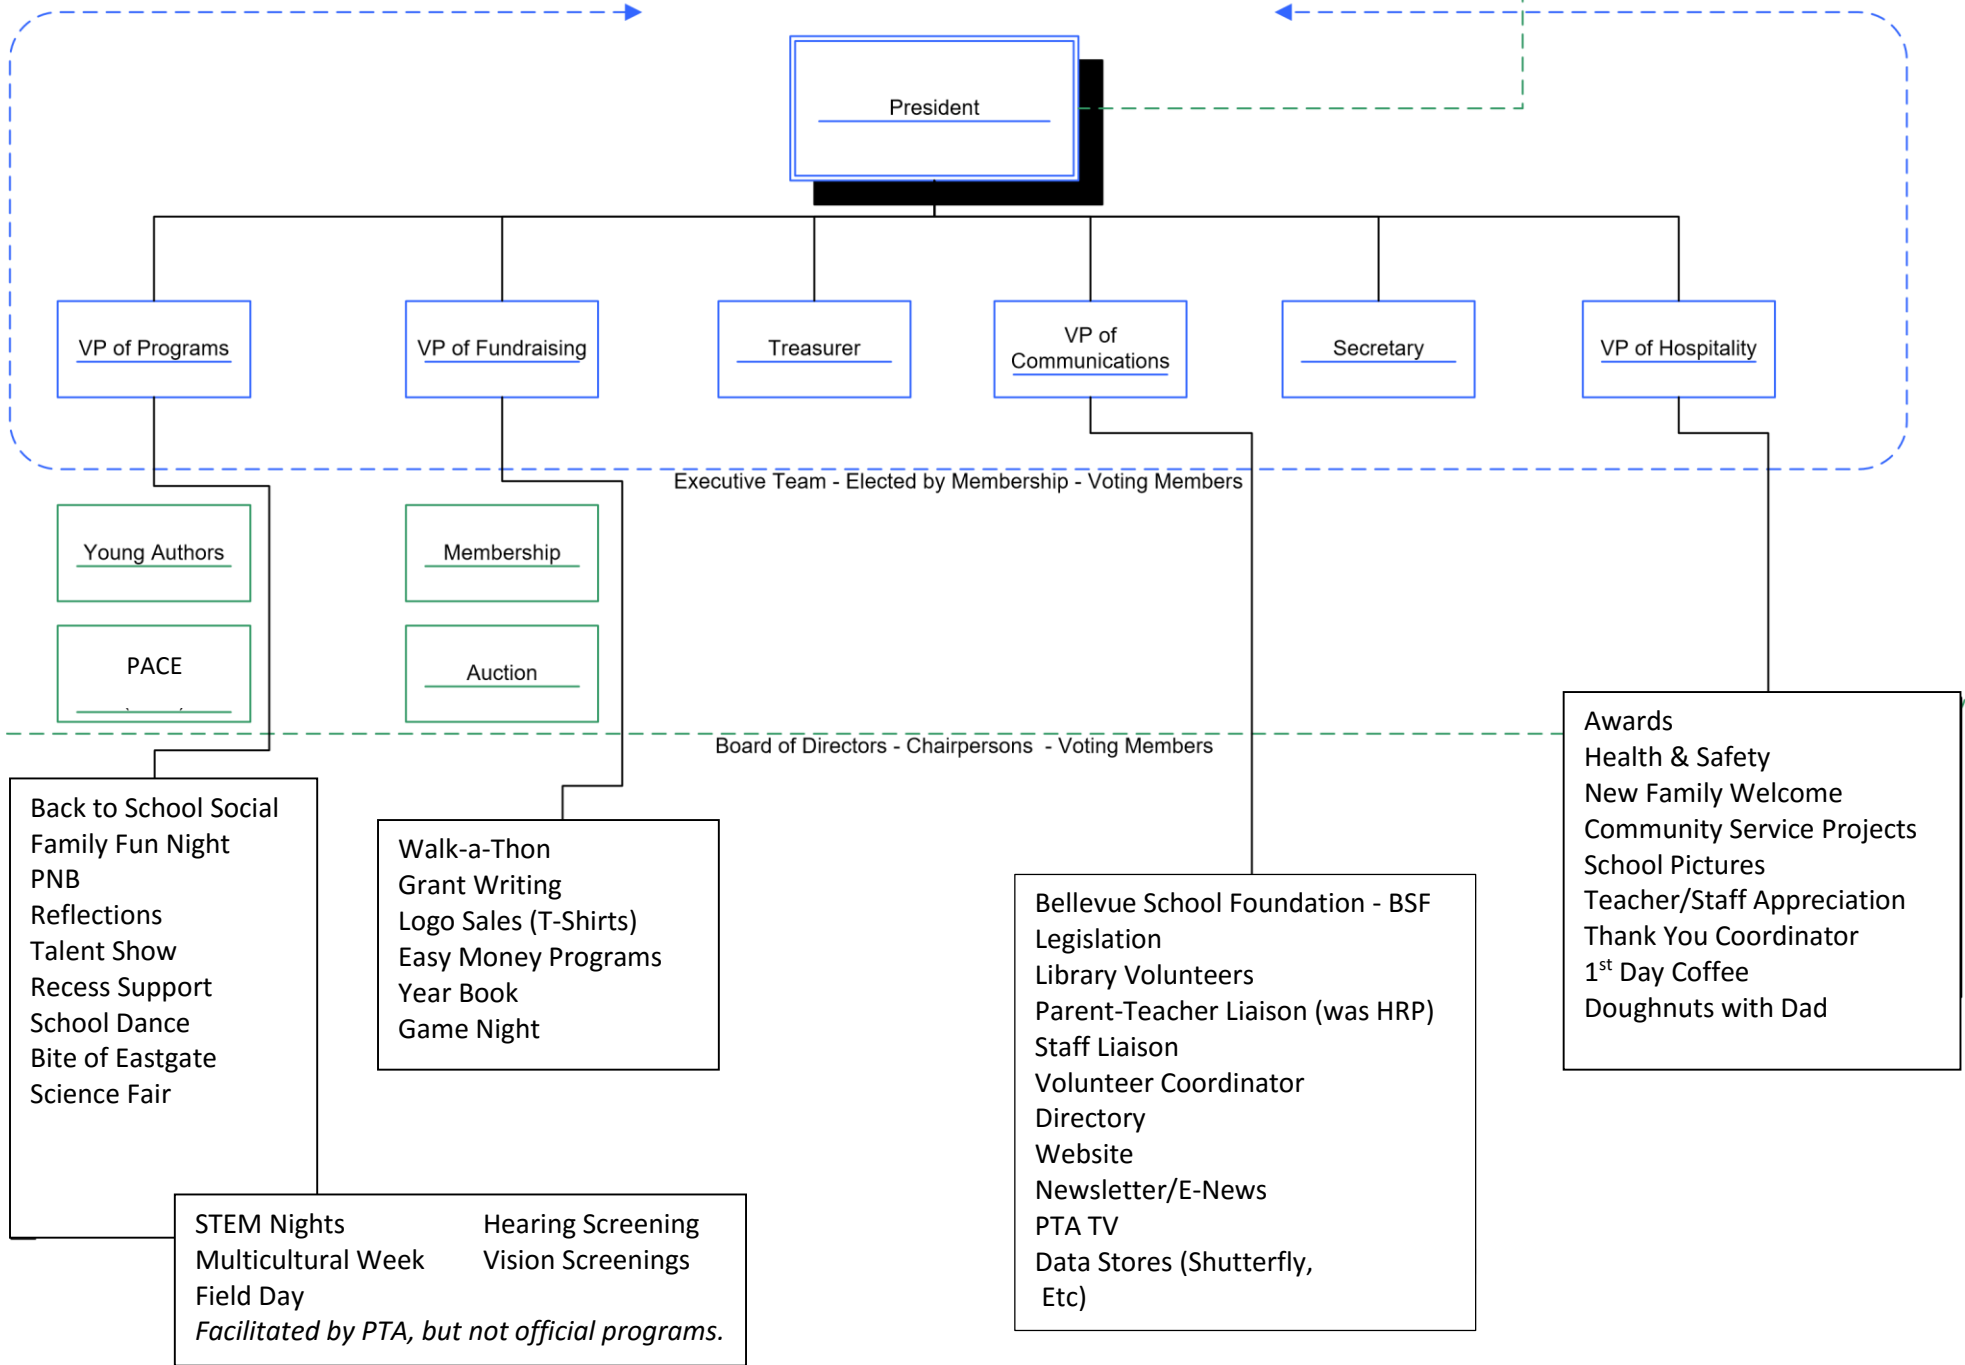 President
VP of Programs
VP of Fundraising
Treasurer
VP of
Communications
Secretary
VP of Hospitality
Executive Team - Elected by Membership - Voting Members
Young Authors
Membership
PACE
Auction
Board of Directors - Chairpersons - Voting Members
Back to School Social
Family Fun Night
PNB
Reflections
Talent Show
Recess Support
School Dance
Bite of Eastgate
Science Fair
STEM Nights Hearing Screening
Multicultural Week Vision Screenings
Field Day
Facilitated by PTA, but not official programs.
Walk-a-Thon
Grant Writing
Logo Sales (T-Shirts)
Easy Money Programs
Year Book
Game Night
Bellevue School Foundation - BSF
Legislation
Library Volunteers
Parent-Teacher Liaison (was HRP)
Staff Liaison
Volunteer Coordinator
Directory
Website
Newsletter/E-News
PTA TV
Data Stores (Shutterfly,
Etc)
Awards
Health & Safety
New Family Welcome
Community Service Projects
School Pictures
Teacher/Staff Appreciation
Thank You Coordinator
1st Day Coffee
Doughnuts with Dad